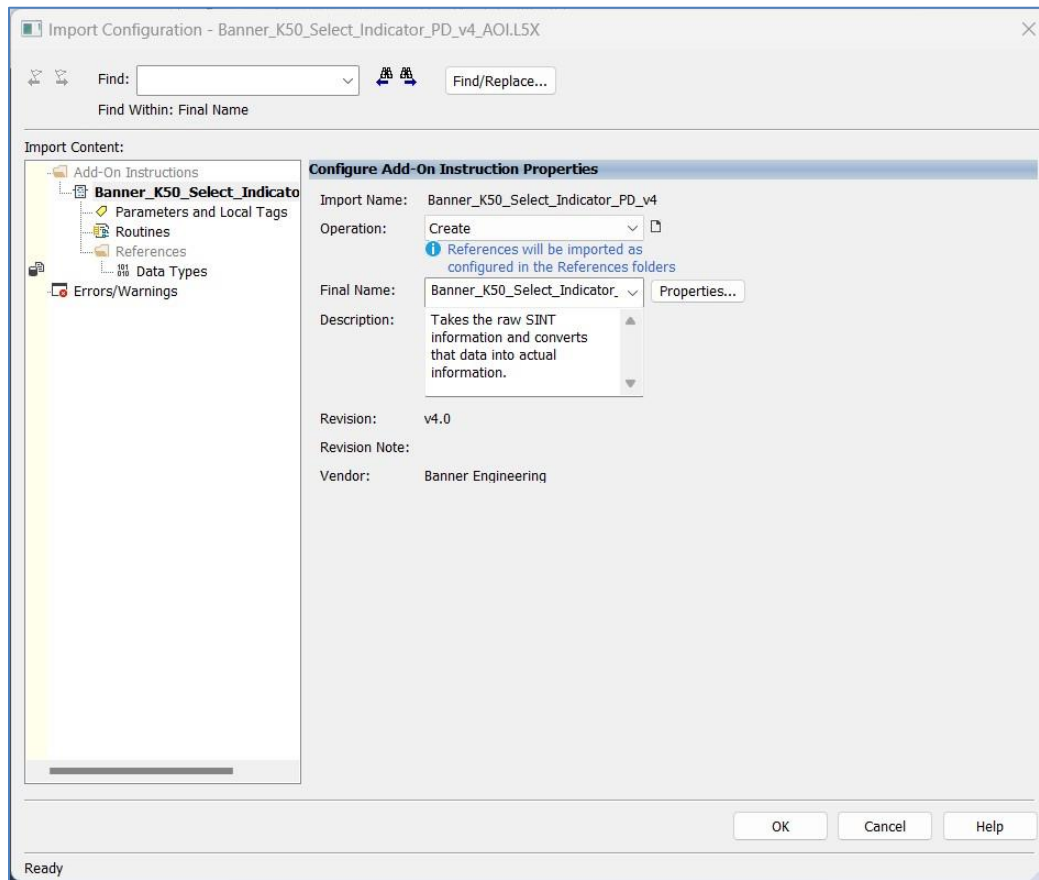 Import Configuration - Banner_K50_Select_Indicator_PD_v4_AOI.L5X
Find:
Find/Replace...
Find Within: Final Name
Import Content:
Add-On Instructions
Banner_K50_Select_Indicato
Parameters and Local Tags
Routines
References
Data Types
Errors/Warnings
Configure Add-On Instruction Properties
Import Name: Banner_K50_Select_Indicator_PD_v4
Operation: Create
References will be imported as
configured in the References folders
Final Name: Banner_K50_Select_Indicator_ Properties...
Description: Takes the raw SINT
information and converts
that data into actual
information.
Revision: v4.0
Revision Note:
Vendor: Banner Engineering
OK Cancel Help
Ready